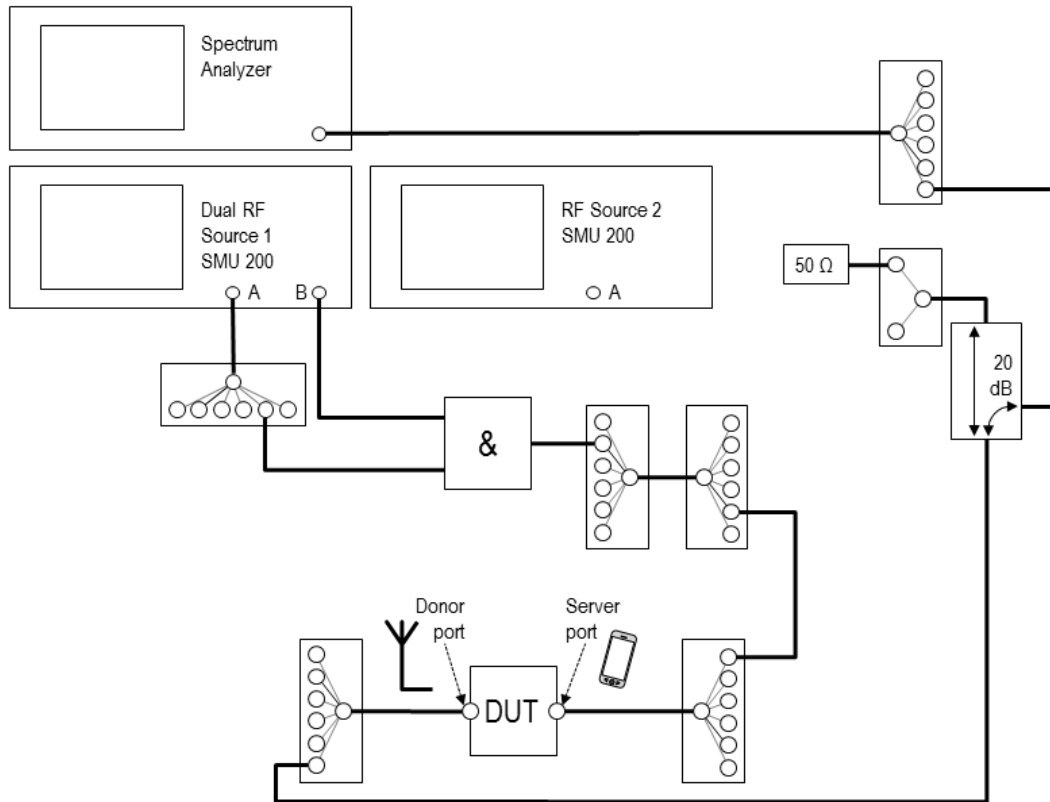 Spectrum
Analyzer
Dual RF
Source 1
SMU 200
A
B
RF Source 2
SMU 200
A
50 Ω
20
dB
&
Donor
port
Server
port
DUT